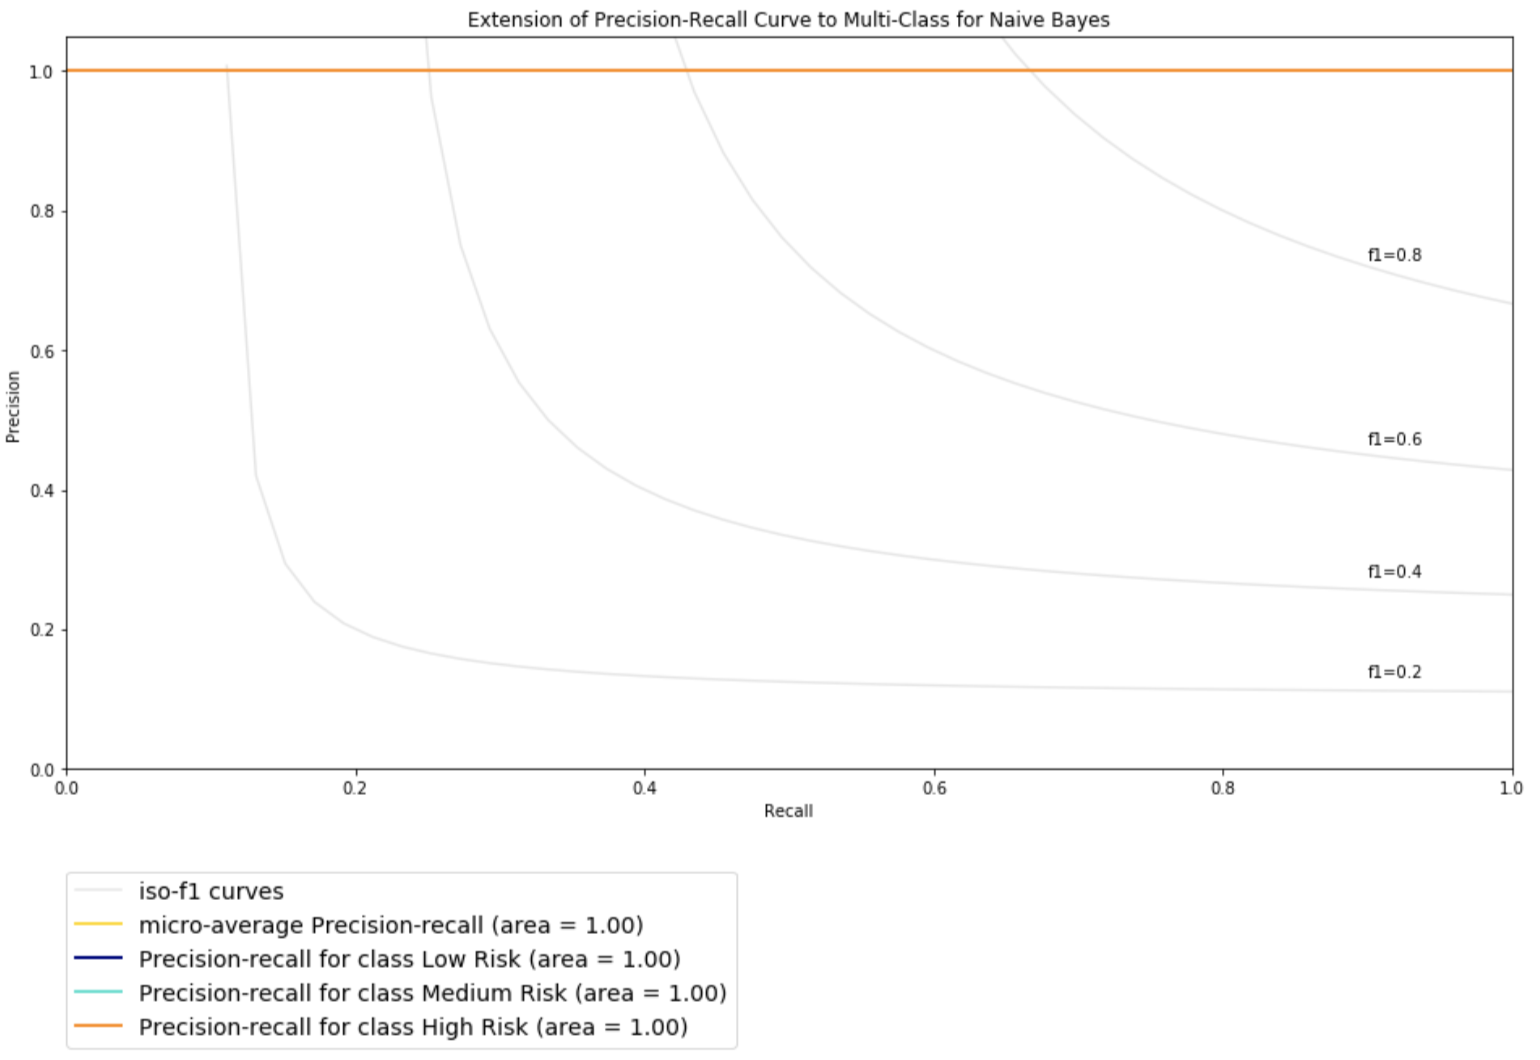 Extension of Precision-Recall Curve to Multi-Class for Naive Bayes
1.0
0.8
f1=0.8
0.6
Precision
f1=0.6
0.4
f1=0.4
0.2
f1=0.2
0.0
0.0 0.2 0.4 0.6 0.8 1.0
Recall
iso-f1 curves
micro-average Precision-recall (area = 1.00)
Precision-recall for class Low Risk (area = 1.00)
Precision-recall for class Medium Risk (area = 1.00)
Precision-recall for class High Risk (area = 1.00)